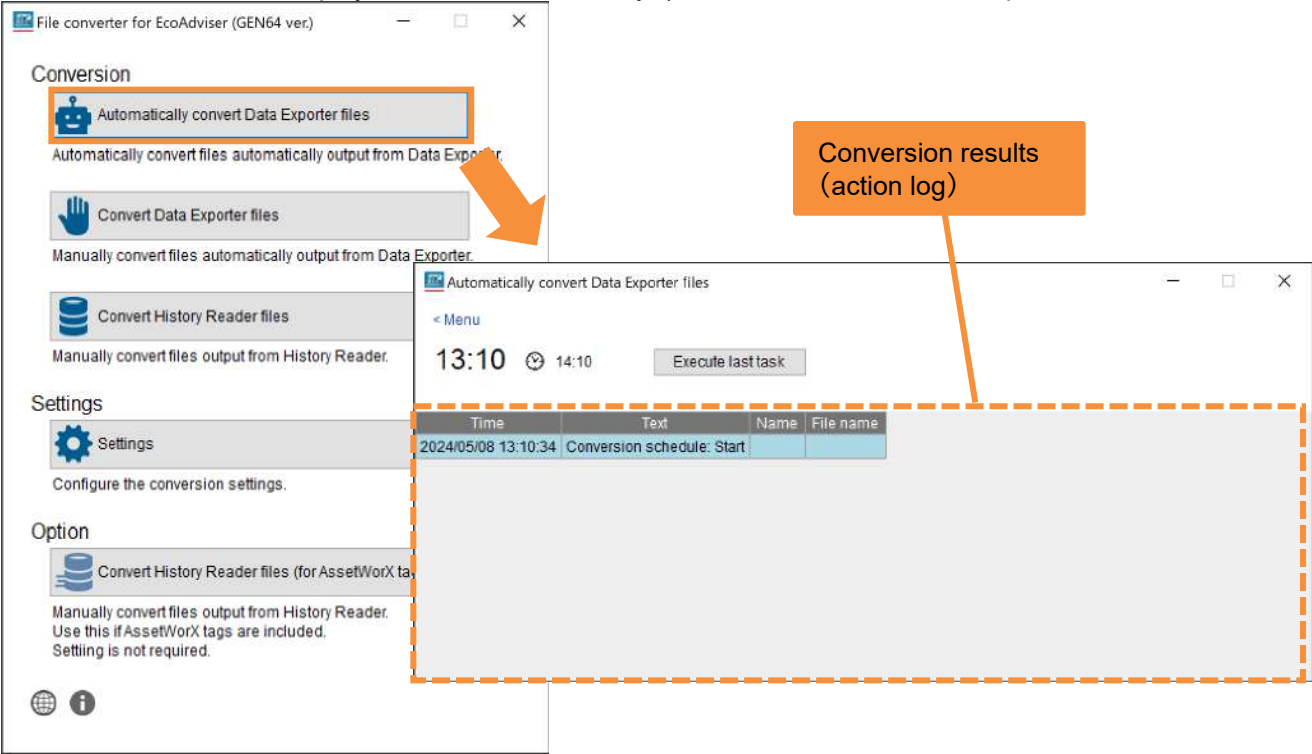 File converter for EcoAdviser (GEN64 ver.)
Conversion
Automatically convert Data Exporter files
Automatically convert files automatically output from Data Exporter.
Convert Data Exporter files
Manually convert files automatically output from Data Exporter.
Convert History Reader files
Manually convert files output from History Reader.
Settings
Settings
Configure the conversion settings.
Option
Convert History Reader files (for AssetWorX ta
Manually convert files output from History Reader.
Use this if AssetWorX tags are included.
Settiing is not required.
Conversion results
（action log）
Automatically convert Data Exporter files
< Menu
13:10 14:10 Execute last task
Time Text Name File name
2024/05/08 13:10:34 Conversion schedule: Start